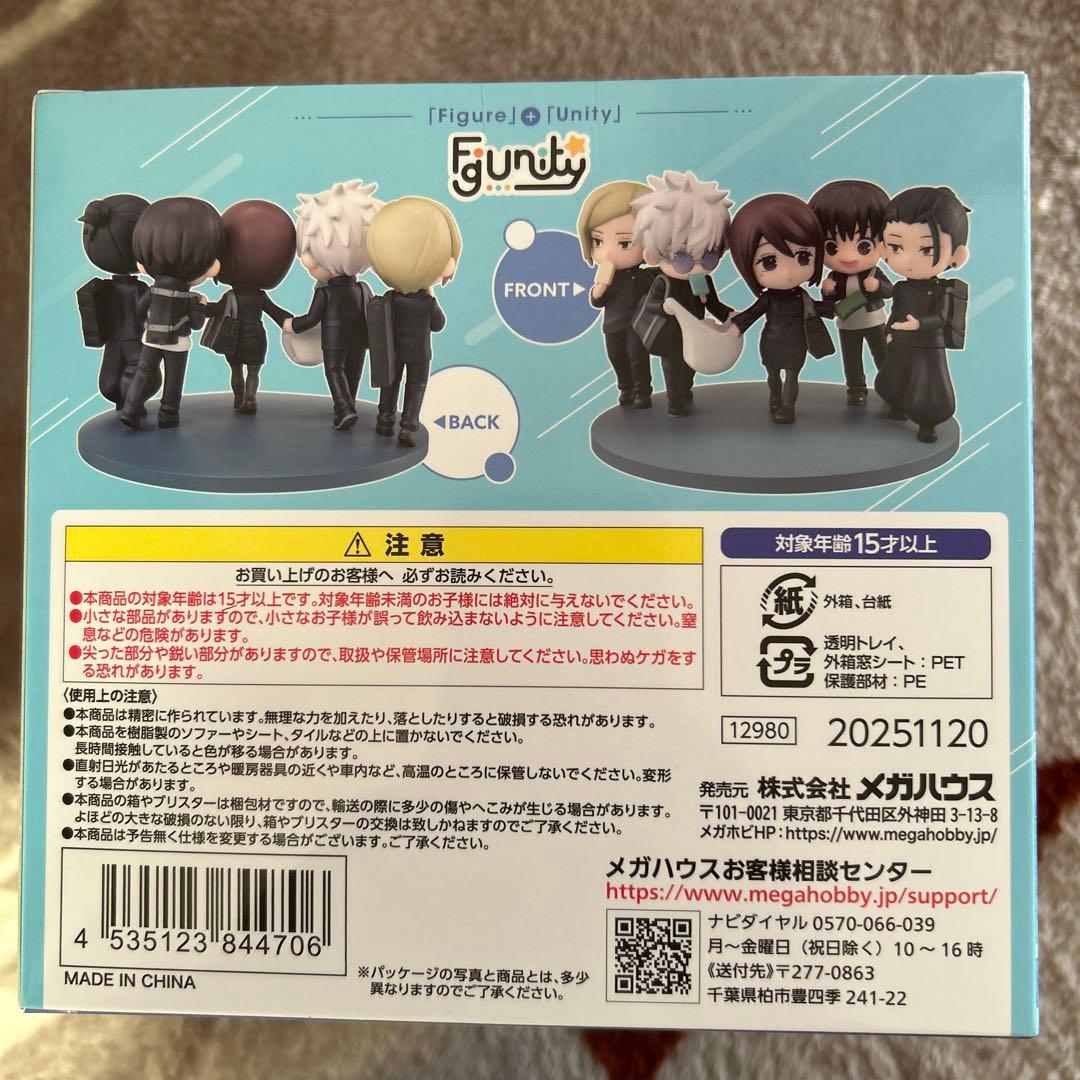 「Figure」+「Unity」
Figunity
FRONT▶
◀BACK
⚠ 注意
お買い上げのお客様へ 必ずお読みください。
●本商品の対象年齢は15才以上です。対象年齢未満のお子様には絶対に与えないでください。
●小さな部品がありますので、小さなお子様が誤って飲み込まないように注意してください。窒
息などの危険があります。
●尖った部分や鋭い部分がありますので、取扱や保管場所に注意してください。思わぬケガをす
る恐れがあります。
〈使用上の注意〉
●本商品は精密に作られています。無理な力を加えたり、落としたりすると破損する恐れがあります。
●本商品を樹脂製のソファーやシート、タイルなどの上に置かないでください。
長時間接触していると色が移る場合があります。
●直射日光があたるところや暖房器具の近くや車内など、高温のところに保管しないでください。変形
する場合があります。
●本商品の箱やブリスターは梱包材ですので、輸送の際に多少の傷やへこみが生じる場合があります。
よほどの大きな破損のない限り、箱やブリスターの交換は致しかねますのでご了承ください。
●本商品は予告無く仕様を変更する場合がございます。ご了承ください。
4 535123 844706
MADE IN CHINA
※パッケージの写真と商品とは、多少
異なりますのでご了承ください。
対象年齢15才以上
紙 外箱、台紙
プラ 透明トレイ、
外箱窓シート：PET
保護部材：PE
12980 20251120
発売元 株式会社 メガハウス
〒101-0021 東京都千代田区外神田 3-13-8
メガホビHP：https://www.megahobby.jp/
メガハウスお客様相談センター
https://www.megahobby.jp/support/
ナビダイヤル 0570-066-039
月〜金曜日（祝日除く）10〜16時
《送付先》〒277-0863
千葉県柏市豊四季 241-22